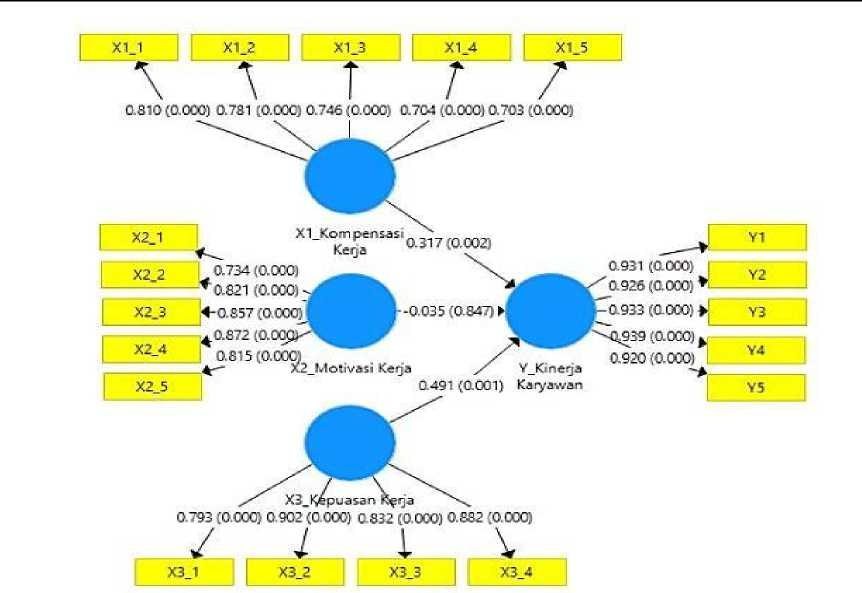 X1_1 X1_2 X1_3 X1_4 X1_5
0.810 (0.000) 0.781 (0.000) 0.746 (0.000) 0.704 (0.000) 0.703 (0.000)
X1_Kompensasi
Kerja
0.317 (0.002)
X2_1
X2_2
X2_3
X2_4
X2_5
0.734 (0.000)
0.821 (0.000)
0.857 (0.000)
0.872 (0.000)
0.815 (0.000)
X2_Motivasi Kerja
-0.035 (0.847)
Y_Kinerja
Karyawan
0.931 (0.000)
0.926 (0.000)
0.933 (0.000)
0.939 (0.000)
0.920 (0.000)
Y1
Y2
Y3
Y4
Y5
0.491 (0.001)
X3_Kepuasan Kerja
0.793 (0.000) 0.902 (0.000) 0.832 (0.000) 0.882 (0.000)
X3_1 X3_2 X3_3 X3_4